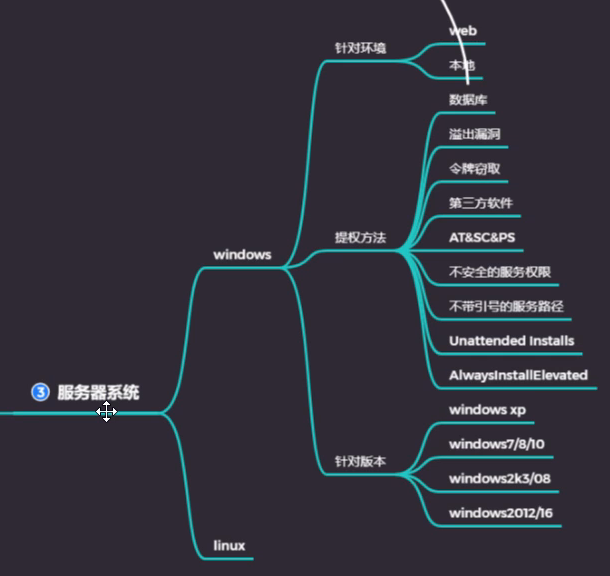 3 服务器系统
windows
针对环境
web
本地
提权方法
数据库
溢出漏洞
令牌窃取
第三方软件
AT&SC&PS
不安全的服务权限
不带引号的服务路径
Unattended Installs
AlwaysInstallElevated
针对版本
windows xp
windows7/8/10
windows2k3/08
windows2012/16
linux